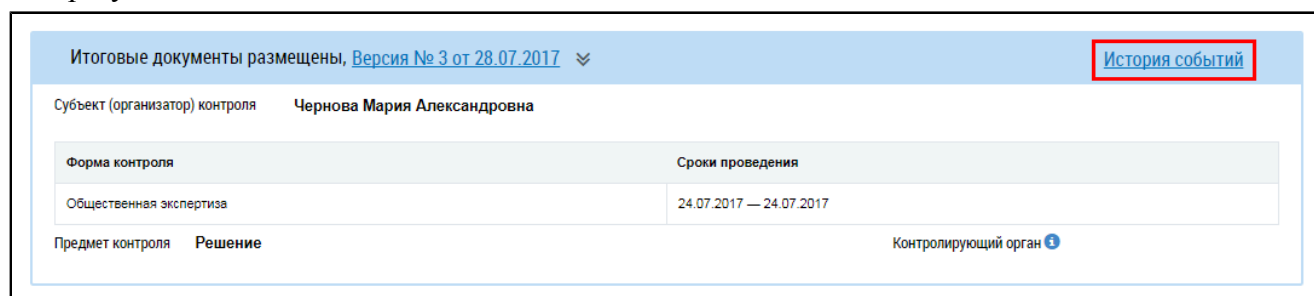 Итоговые документы размещены, Версия № 3 от 28.07.2017 История событий
Субъект (организатор) контроля Чернова Мария Александровна
Форма контроля Сроки проведения
Общественная экспертиза 24.07.2017 — 24.07.2017
Предмет контроля Решение Контролирующий орган